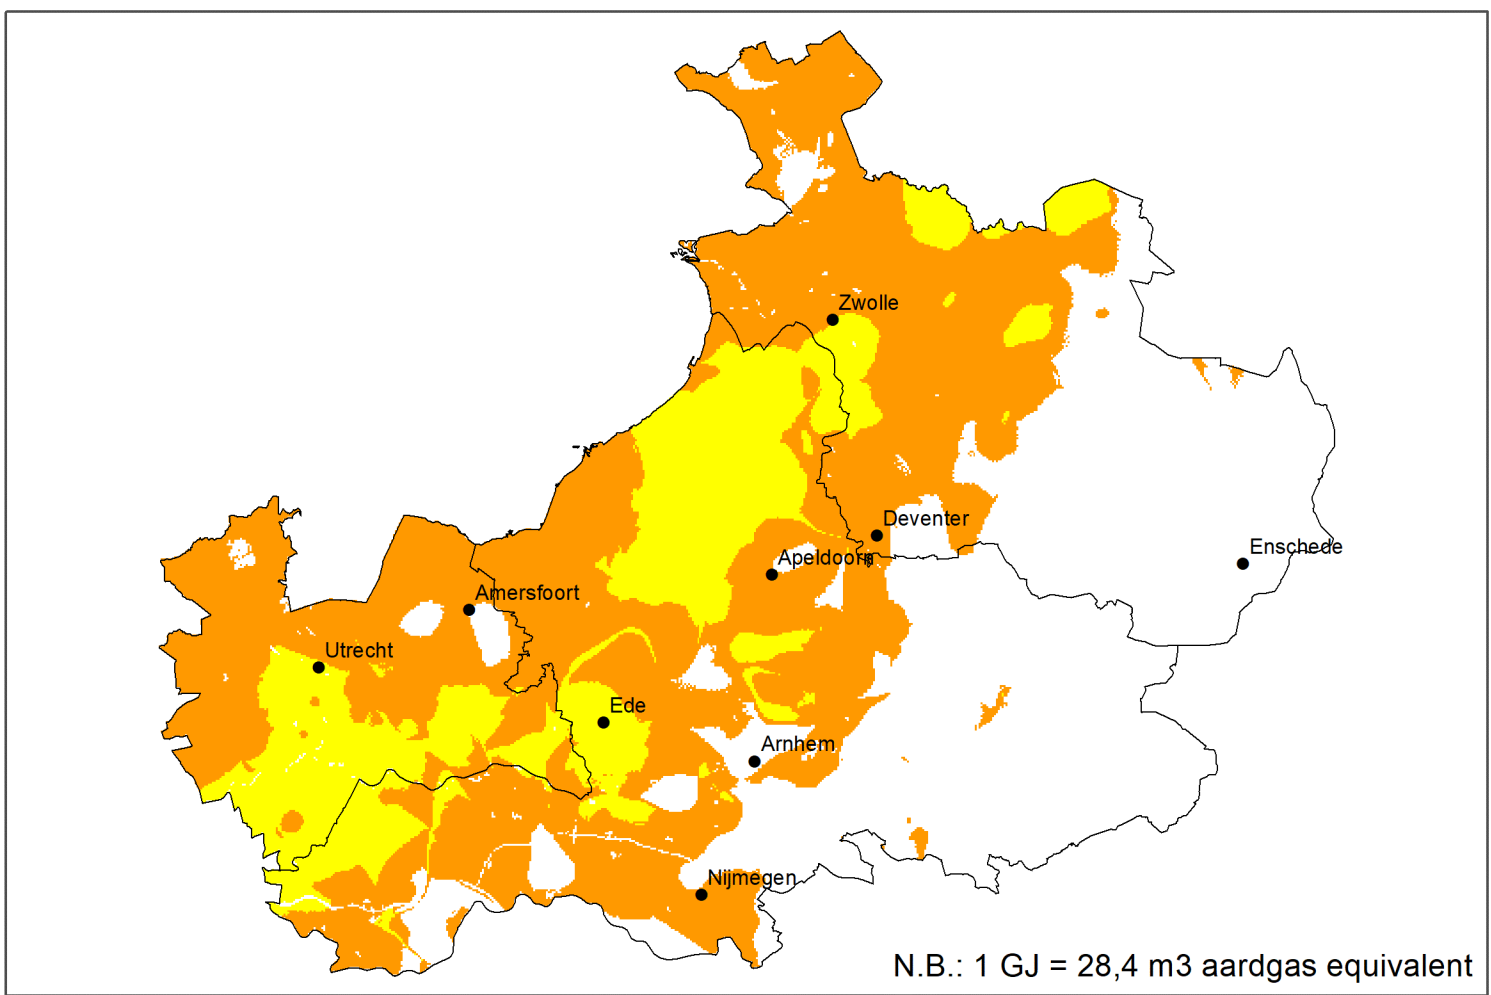 Zwolle
Deventer
Enschede
Apeldoorn
Amersfoort
Utrecht
Ede
Arnhem
Nijmegen
N.B.: 1 GJ = 28,4 m3 aardgas equivalent